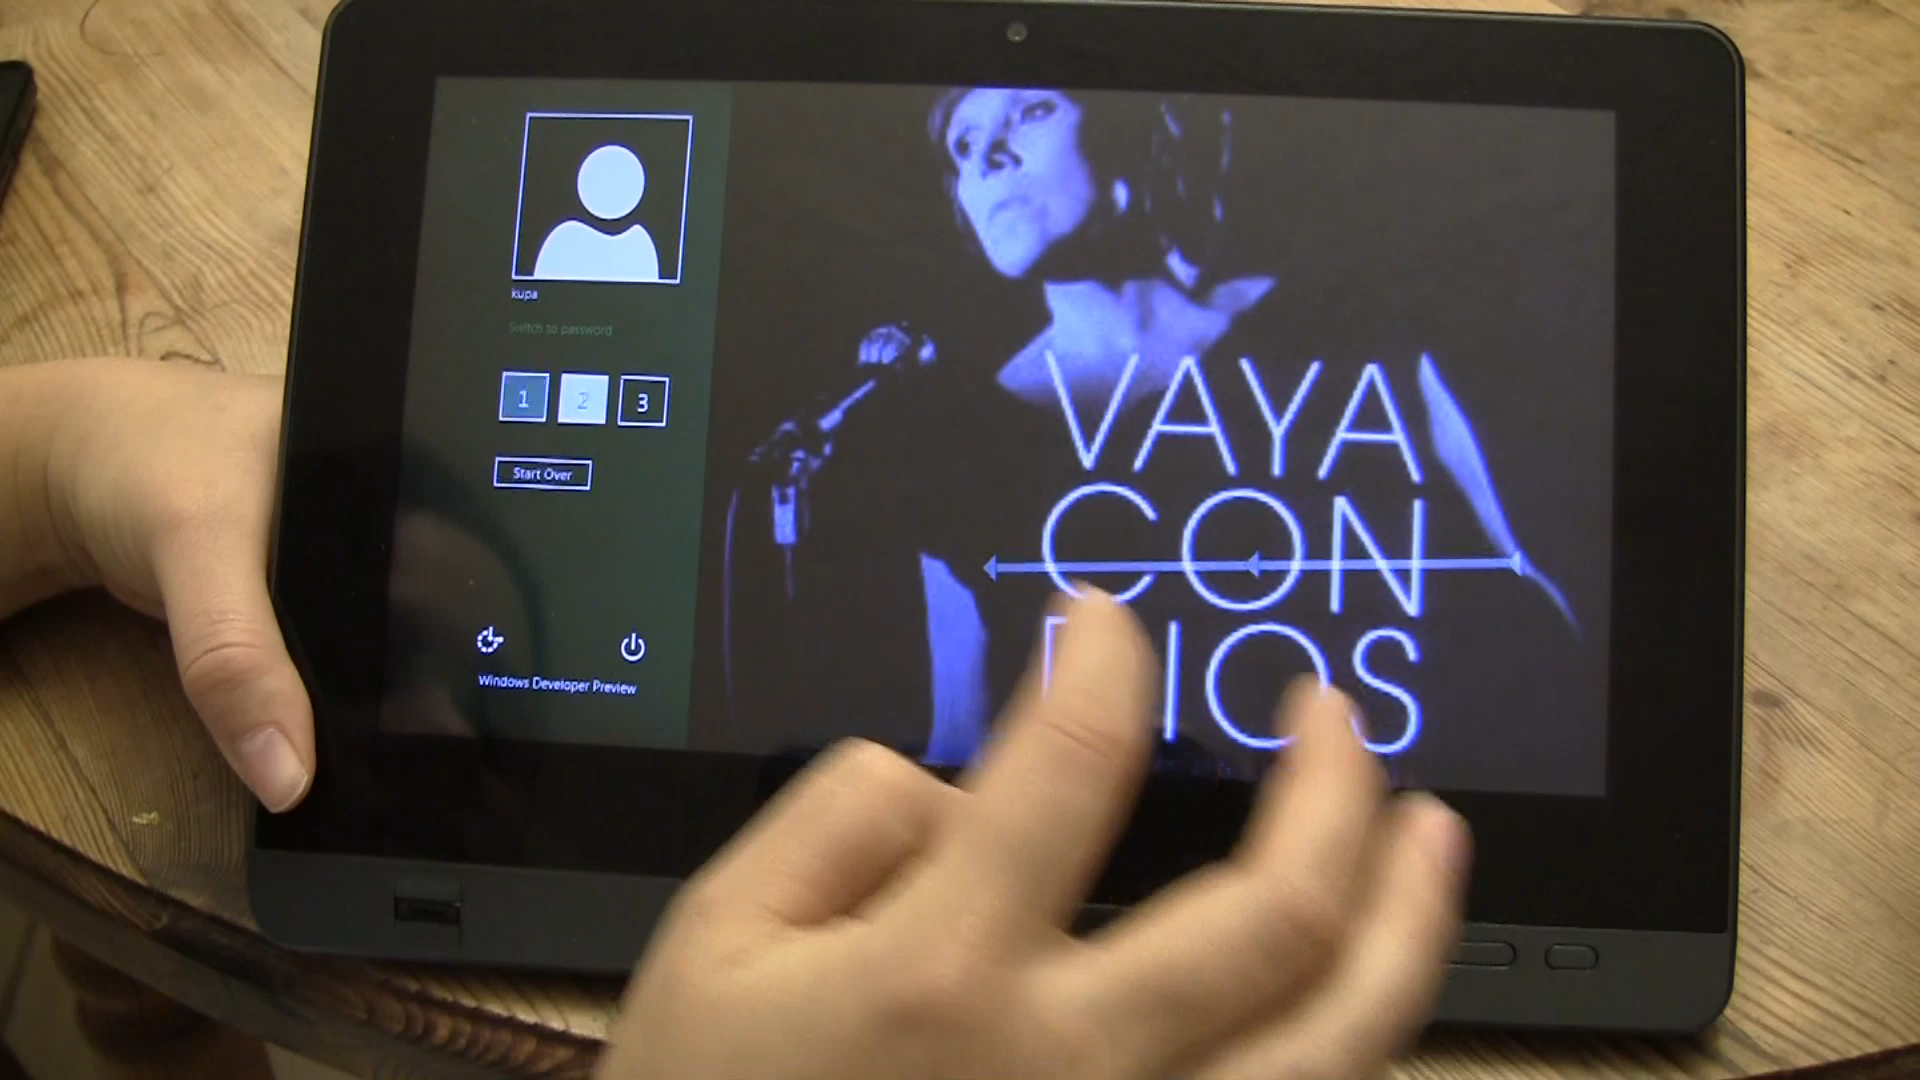 kupa
Switch to password
1 2 3
Start Over
Windows Developer Preview
VAYA
CON
DIOS